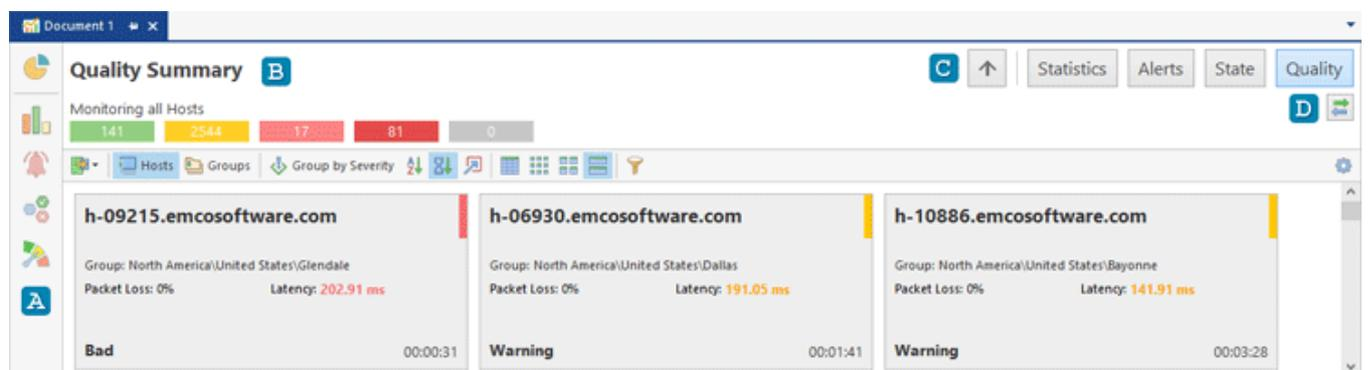 Document 1
Quality Summary B C Statistics Alerts State Quality
Monitoring all Hosts D
141 2544 17 81 0
Hosts Groups Group by Severity
h-09215.emcosoftware.com h-06930.emcosoftware.com h-10886.emcosoftware.com
Group: North America\United States\Glendale Group: North America\United States\Dallas Group: North America\United States\Bayonne
Packet Loss: 0% Latency: 202.91 ms Packet Loss: 0% Latency: 191.05 ms Packet Loss: 0% Latency: 141.91 ms
A
Bad 00:00:31 Warning 00:01:41 Warning 00:03:28